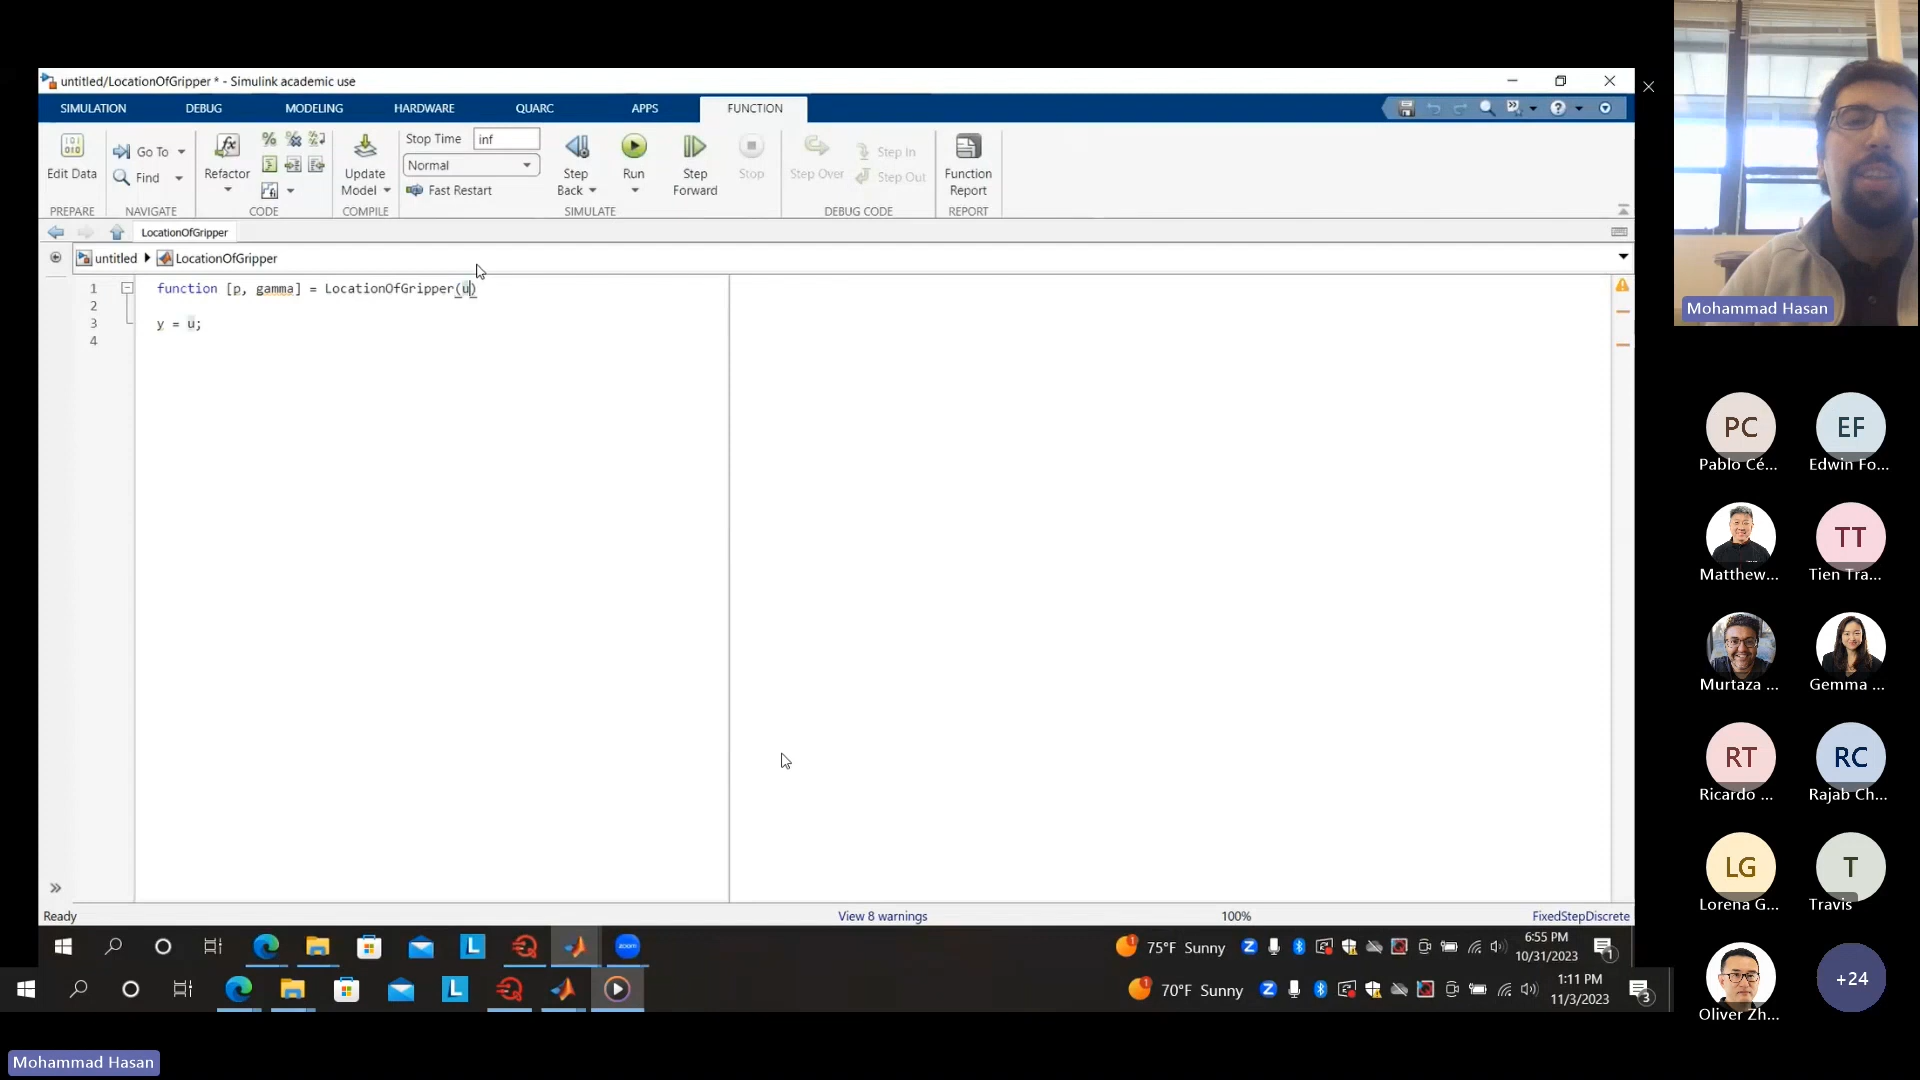 untitled/LocationOfGripper * - Simulink academic use
SIMULATION DEBUG MODELING HARDWARE QUARC APPS FUNCTION
Edit Data
Go To
Find
Refactor
Update
Model
Stop Time inf
Normal
Fast Restart
Step
Back
Run
Step
Forward
Stop
Step Over
Step In
Step Out
Function
Report
PREPARE NAVIGATE CODE COMPILE SIMULATE DEBUG CODE REPORT
LocationOfGripper
untitled LocationOfGripper
1 function [p, gamma] = LocationOfGripper(u)
2
3 y = u;
4
Ready View 8 warnings 100% FixedStepDiscrete
L zoom Z 75°F Sunny 6:55 PM
10/31/2023 1
L Z 70°F Sunny 1:11 PM
11/3/2023 3
Mohammad Hasan
Mohammad Hasan
PC EF
Pablo Cé... Edwin Fo...
TT
Matthew... Tien Tra...
Murtaza ... Gemma ...
RT RC
Ricardo ... Rajab Ch...
LG T
Lorena G... Travis
+24
Oliver Zh...